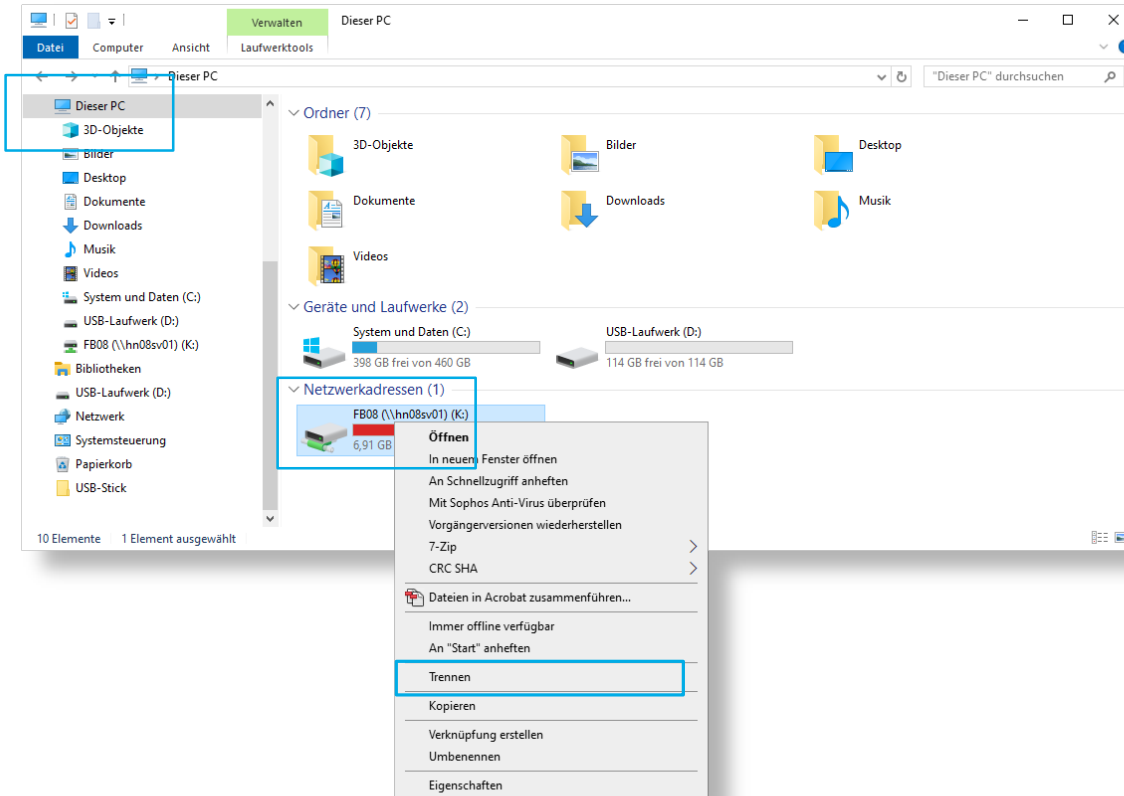 Verwalten
Dieser PC
Datei
Computer
Ansicht
Laufwerktools
Dieser PC
"Dieser PC" durchsuchen
Dieser PC
3D-Objekte
Bilder
Desktop
Dokumente
Downloads
Musik
Videos
System und Daten (C:)
USB-Laufwerk (D:)
FB08 (\\hn08sv01) (K:)
Bibliotheken
USB-Laufwerk (D:)
Netzwerk
Systemsteuerung
Papierkorb
USB-Stick
Ordner (7)
3D-Objekte
Bilder
Desktop
Dokumente
Downloads
Musik
Videos
Geräte und Laufwerke (2)
System und Daten (C:)
398 GB frei von 460 GB
USB-Laufwerk (D:)
114 GB frei von 114 GB
Netzwerkadressen (1)
FB08 (\\hn08sv01) (K:)
6,91 GB
Öffnen
In neuem Fenster öffnen
An Schnellzugriff anheften
Mit Sophos Anti-Virus überprüfen
Vorgängerversionen wiederherstellen
7-Zip
CRC SHA
Dateien in Acrobat zusammenführen...
Immer offline verfügbar
An "Start" anheften
Trennen
Kopieren
Verknüpfung erstellen
Umbenennen
Eigenschaften
10 Elemente
1 Element ausgewählt